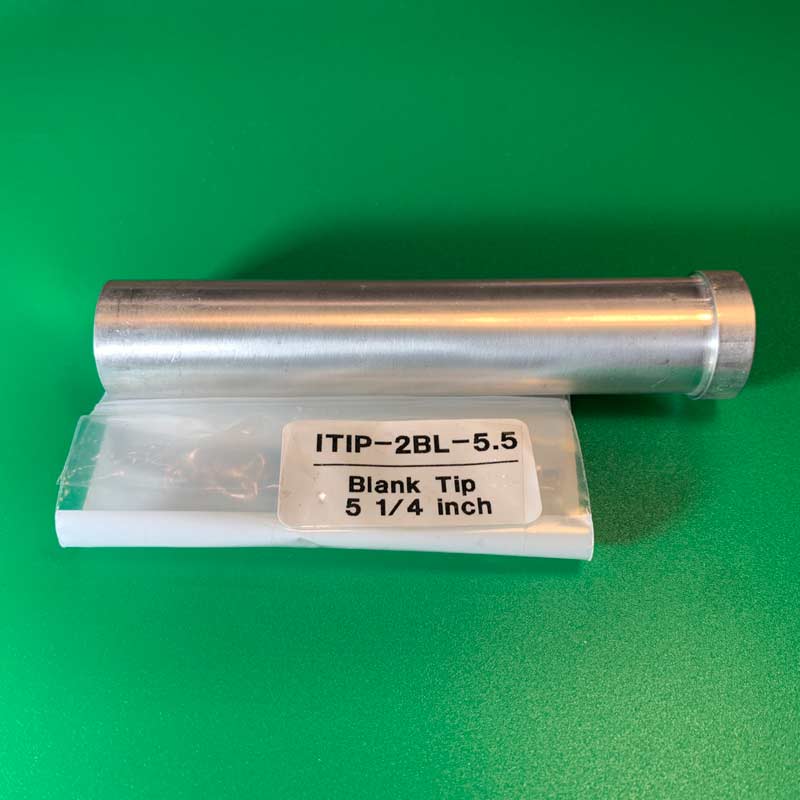 ITIP-2BL-5.5
Blank Tip
5 1/4 inch